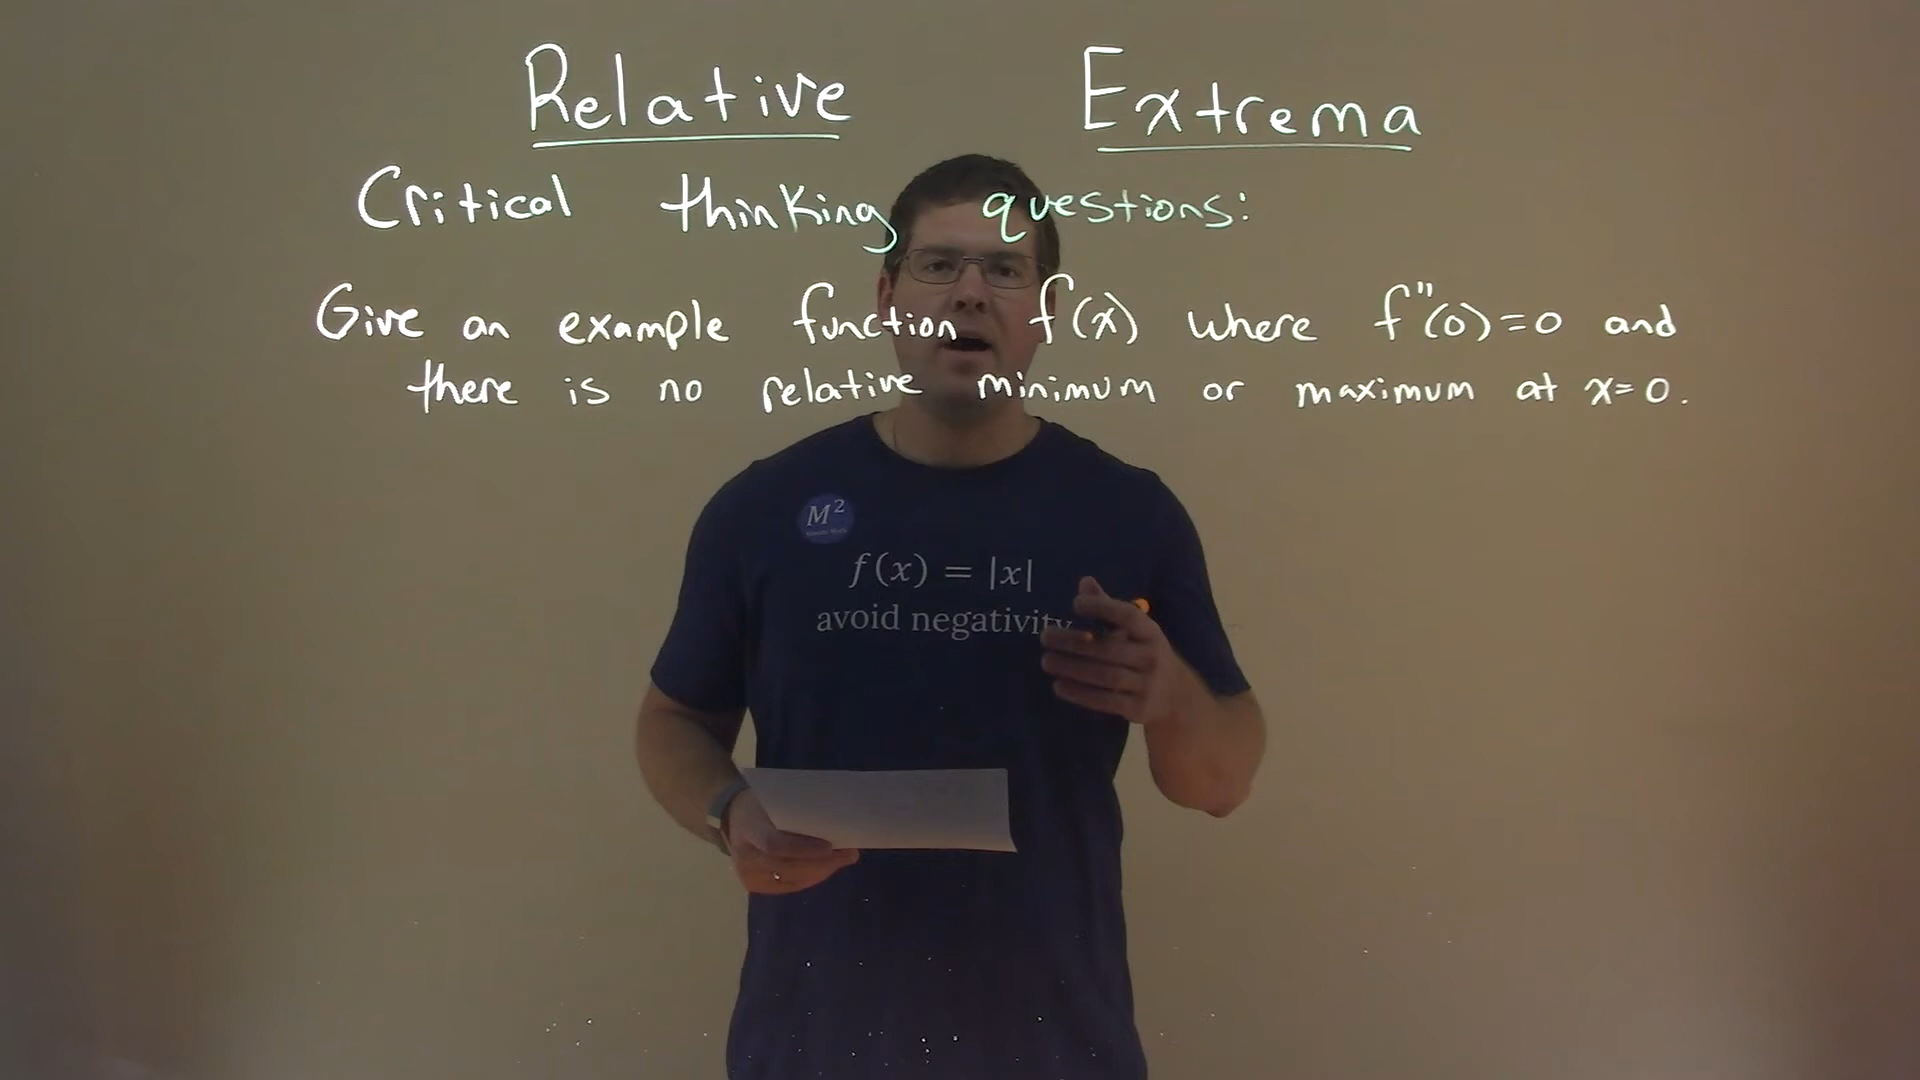 Relative Extrema
Critical thinking questions:
Give an example function f(x) where f"(0)=0 and
there is no relative minimum or maximum at x=0.
M²
f(x) = |x|
avoid negativity